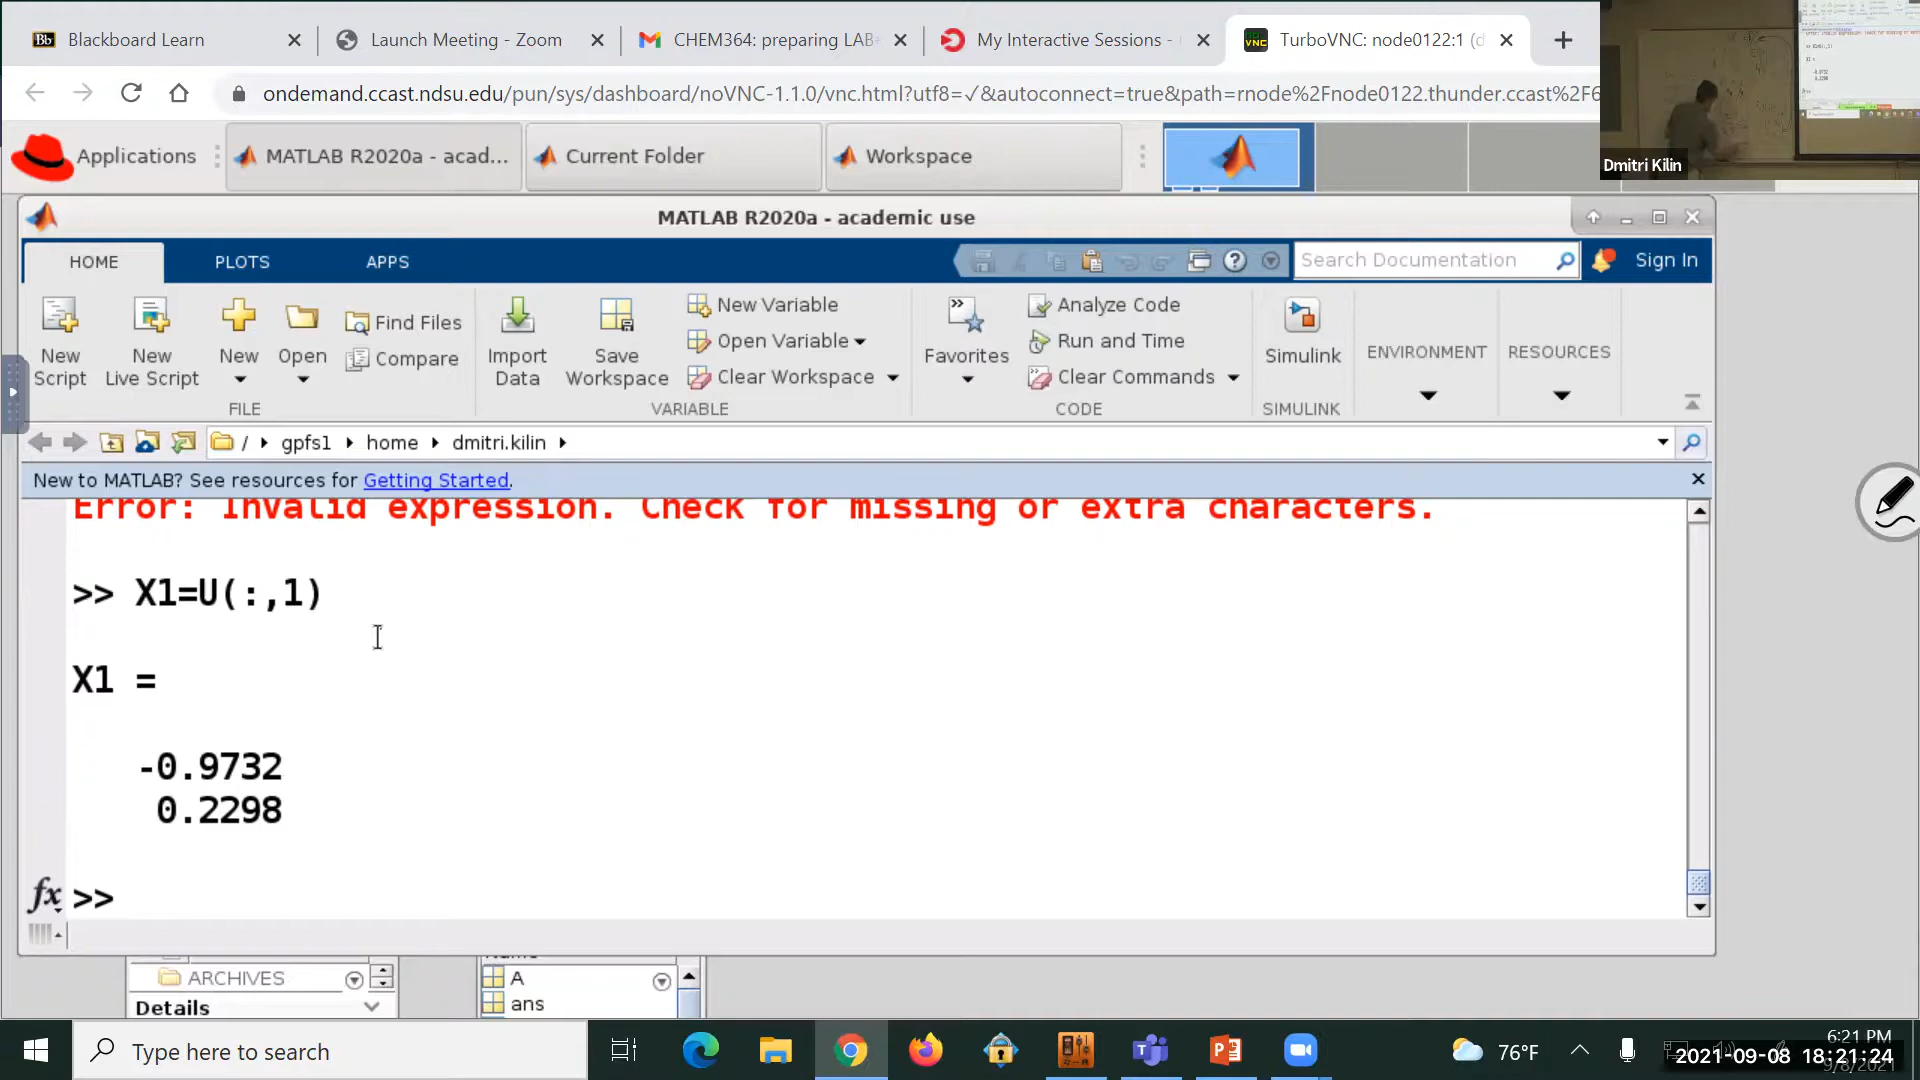 Blackboard Learn
Launch Meeting - Zoom
CHEM364: preparing LAB
My Interactive Sessions -
TurboVNC: node0122:1 (d
ondemand.ccast.ndsu.edu/pun/sys/dashboard/noVNC-1.1.0/vnc.html?utf8=✓&autoconnect=true&path=rnode%2Fnode0122.thunder.ccast%2F6
Dmitri Kilin
Applications
MATLAB R2020a - acad...
Current Folder
Workspace
MATLAB R2020a - academic use
HOME
PLOTS
APPS
Search Documentation
Sign In
New Script
New Live Script
New
Open
Find Files
Compare
FILE
Import Data
Save Workspace
New Variable
Open Variable
Clear Workspace
VARIABLE
Favorites
Analyze Code
Run and Time
Clear Commands
CODE
Simulink
SIMULINK
ENVIRONMENT
RESOURCES
/ gpfs1 home dmitri.kilin
New to MATLAB? See resources for Getting Started.
Error: Invalid expression. Check for missing or extra characters.
>> X1=U(:,1)
X1 =
-0.9732
0.2298
fx >>
ARCHIVES
Details
Name
A
ans
Type here to search
76°F
6:21 PM
9/8/2021
2021-09-08 18:21:24